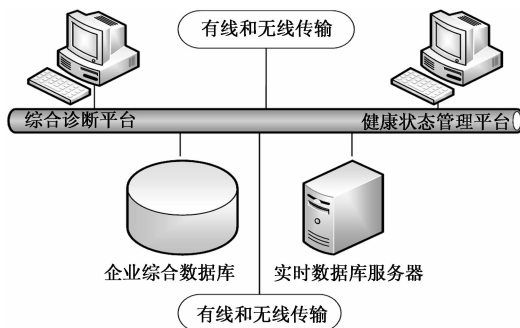 有线和无线传输
综合诊断平台
健康状态管理平台
企业综合数据库
实时数据库服务器
有线和无线传输